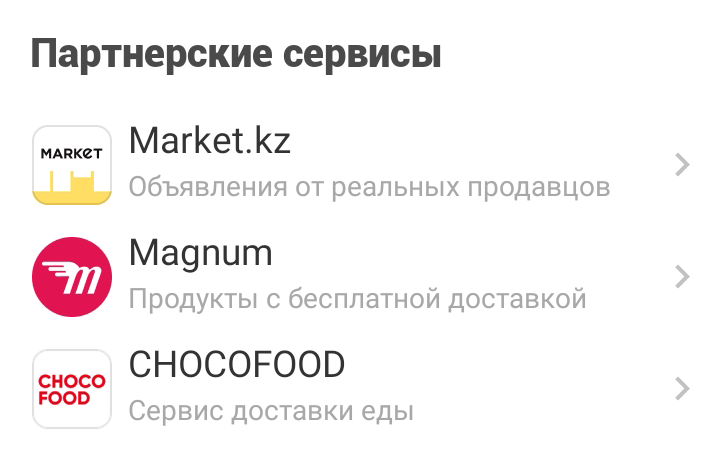 Партнерские сервисы
MARKET
Market.kz
Объявления от реальных продавцов
m
Magnum
Продукты с бесплатной доставкой
CHOCO
FOOD
CHOCOFOOD
Сервис доставки еды